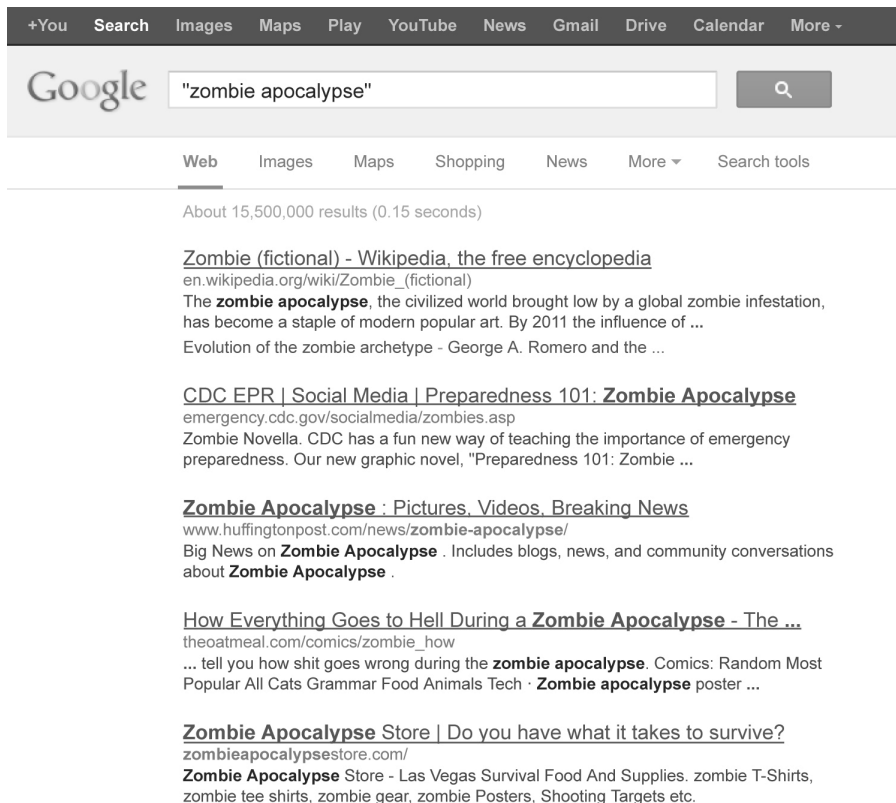 +You Search Images Maps Play YouTube News Gmail Drive Calendar More
Google "zombie apocalypse"
Web Images Maps Shopping News More Search tools
About 15,500,000 results (0.15 seconds)
Zombie (fictional) - Wikipedia, the free encyclopedia
en.wikipedia.org/wiki/Zombie_(fictional)
The zombie apocalypse, the civilized world brought low by a global zombie infestation,
has become a staple of modern popular art. By 2011 the influence of ...
Evolution of the zombie archetype - George A. Romero and the ...
CDC EPR | Social Media | Preparedness 101: Zombie Apocalypse
emergency.cdc.gov/socialmedia/zombies.asp
Zombie Novella. CDC has a fun new way of teaching the importance of emergency
preparedness. Our new graphic novel, "Preparedness 101: Zombie ...
Zombie Apocalypse : Pictures, Videos, Breaking News
www.huffingtonpost.com/news/zombie-apocalypse/
Big News on Zombie Apocalypse . Includes blogs, news, and community conversations
about Zombie Apocalypse .
How Everything Goes to Hell During a Zombie Apocalypse - The ...
theoatmeal.com/comics/zombie_how
... tell you how shit goes wrong during the zombie apocalypse. Comics: Random Most
Popular All Cats Grammar Food Animals Tech · Zombie apocalypse poster ...
Zombie Apocalypse Store | Do you have what it takes to survive?
zombieapocalypsestore.com/
Zombie Apocalypse Store - Las Vegas Survival Food And Supplies. zombie T-Shirts,
zombie tee shirts, zombie gear, zombie Posters, Shooting Targets etc.